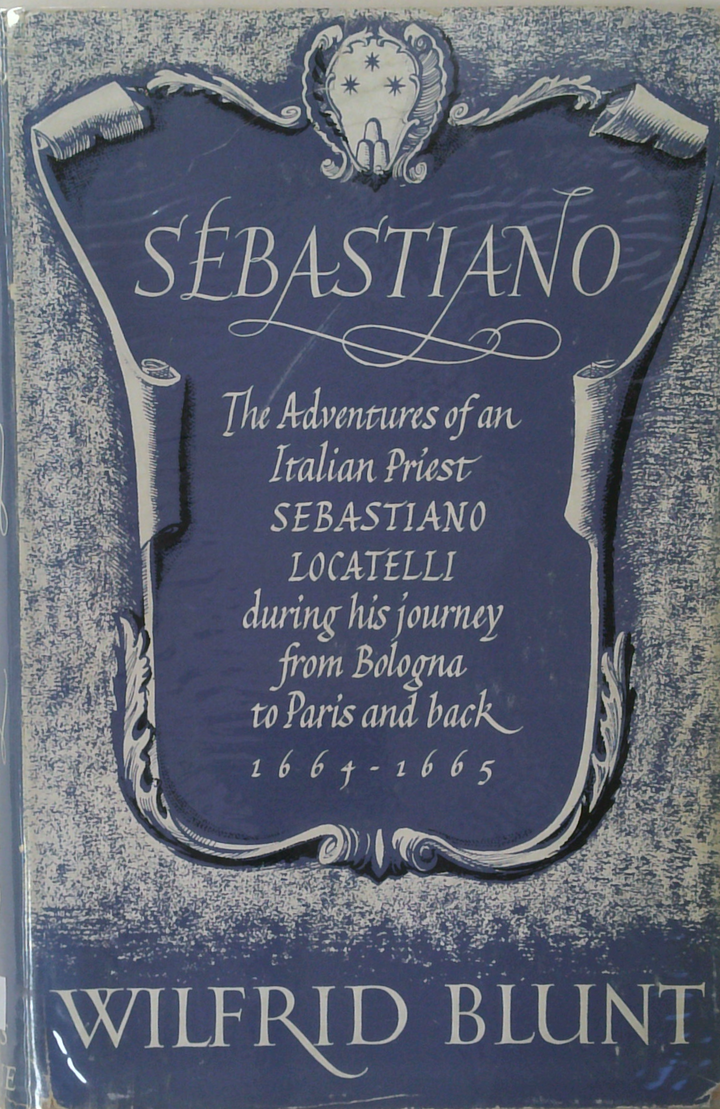 SEBASTIANO
The Adventures of an
Italian Priest
SEBASTIANO
LOCATELLI
during his journey
from Bologna
to Paris and back
1664-1665
WILFRID BLUNT